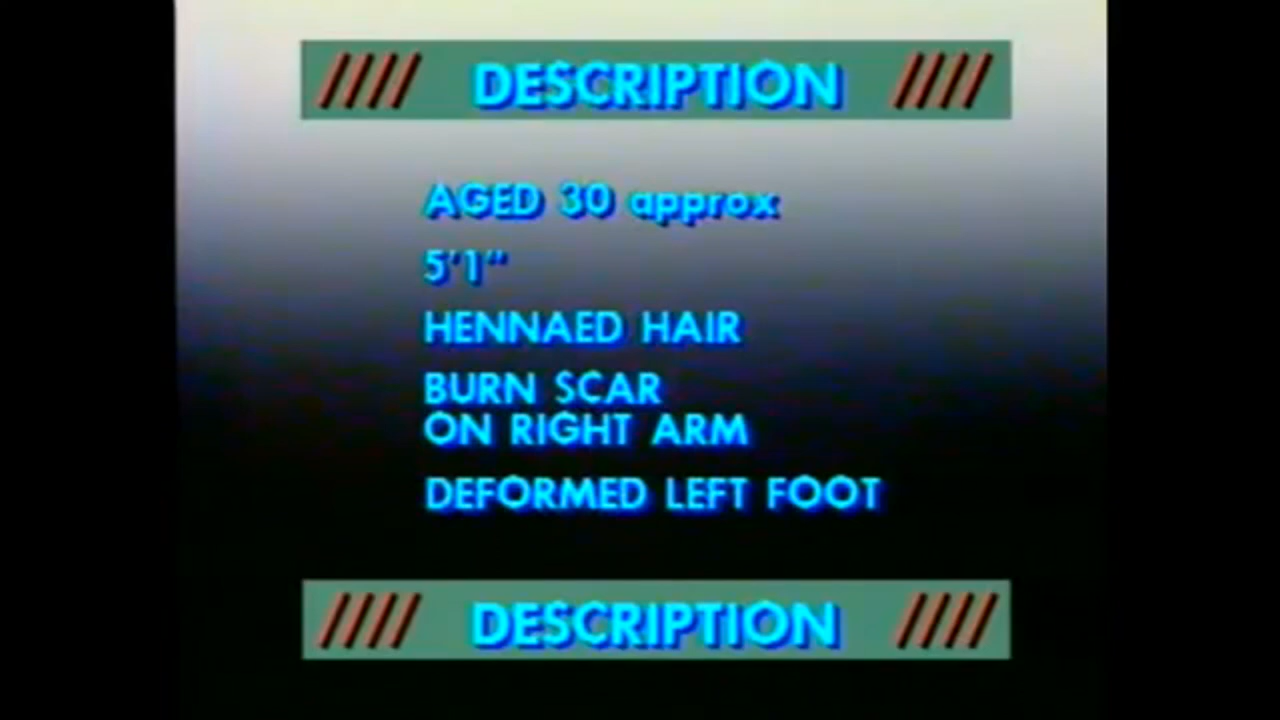 DESCRIPTION
AGED 30 approx
5'1"
HENNAED HAIR
BURN SCAR
ON RIGHT ARM
DEFORMED LEFT FOOT
DESCRIPTION